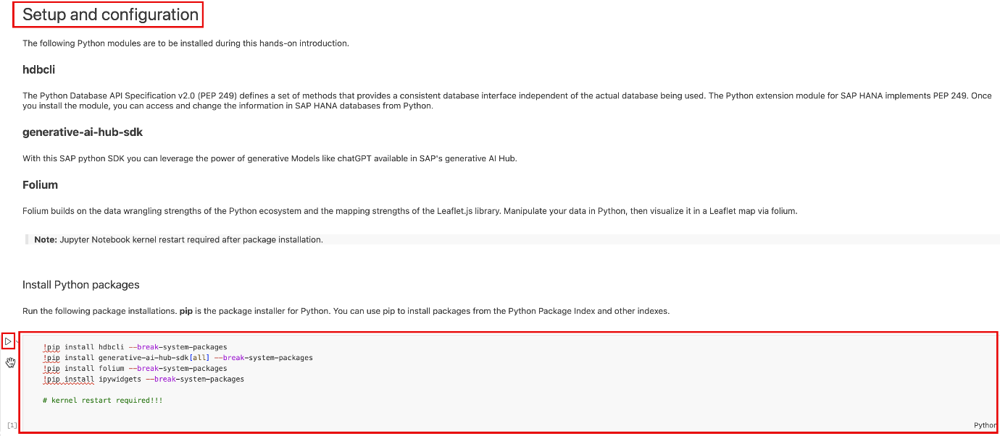 Setup and configuration
The following Python modules are to be installed during this hands-on introduction.
hdbcli
The Python Database API Specification v2.0 (PEP 249) defines a set of methods that provides a consistent database interface independent of the actual database being used. The Python extension module for SAP HANA implements PEP 249. Once
you install the module, you can access and change the information in SAP HANA databases from Python.
generative-ai-hub-sdk
With this SAP python SDK you can leverage the power of generative Models like chatGPT available in SAP's generative AI Hub.
Folium
Folium builds on the data wrangling strengths of the Python ecosystem and the mapping strengths of the Leaflet.js library. Manipulate your data in Python, then visualize it in a Leaflet map via folium.
Note: Jupyter Notebook kernel restart required after package installation.
Install Python packages
Run the following package installations. pip is the package installer for Python. You can use pip to install packages from the Python Package Index and other indexes.
!pip install hdbcli --break-system-packages
!pip install generative-ai-hub-sdk[all] --break-system-packages
!pip install folium --break-system-packages
!pip install ipywidgets --break-system-packages
# kernel restart required!!!
[1]
Python